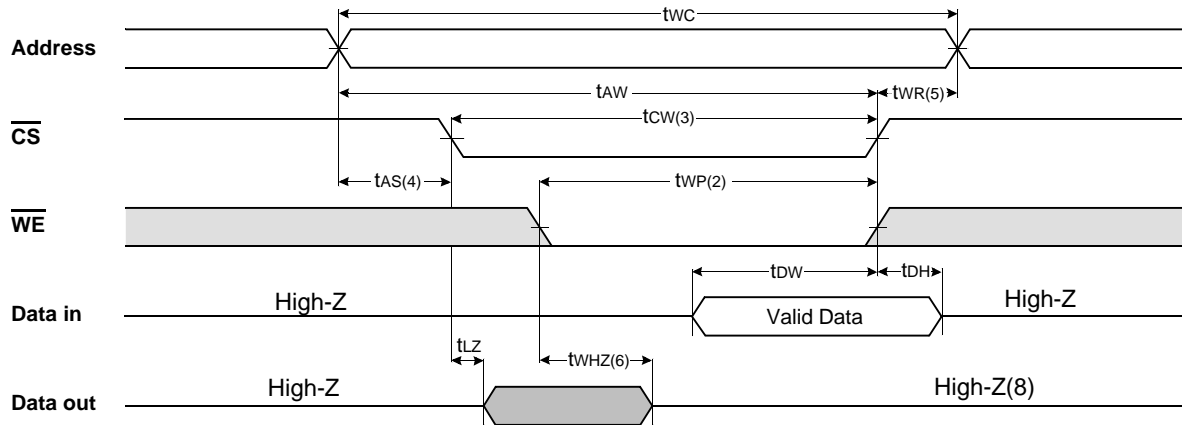 tWC
Address
tAW
tWR(5)
CS
tCW(3)
tAS(4)
tWP(2)
WE
tDW
tDH
Data in
High-Z
Valid Data
High-Z
tLZ
tWHZ(6)
Data out
High-Z
High-Z(8)